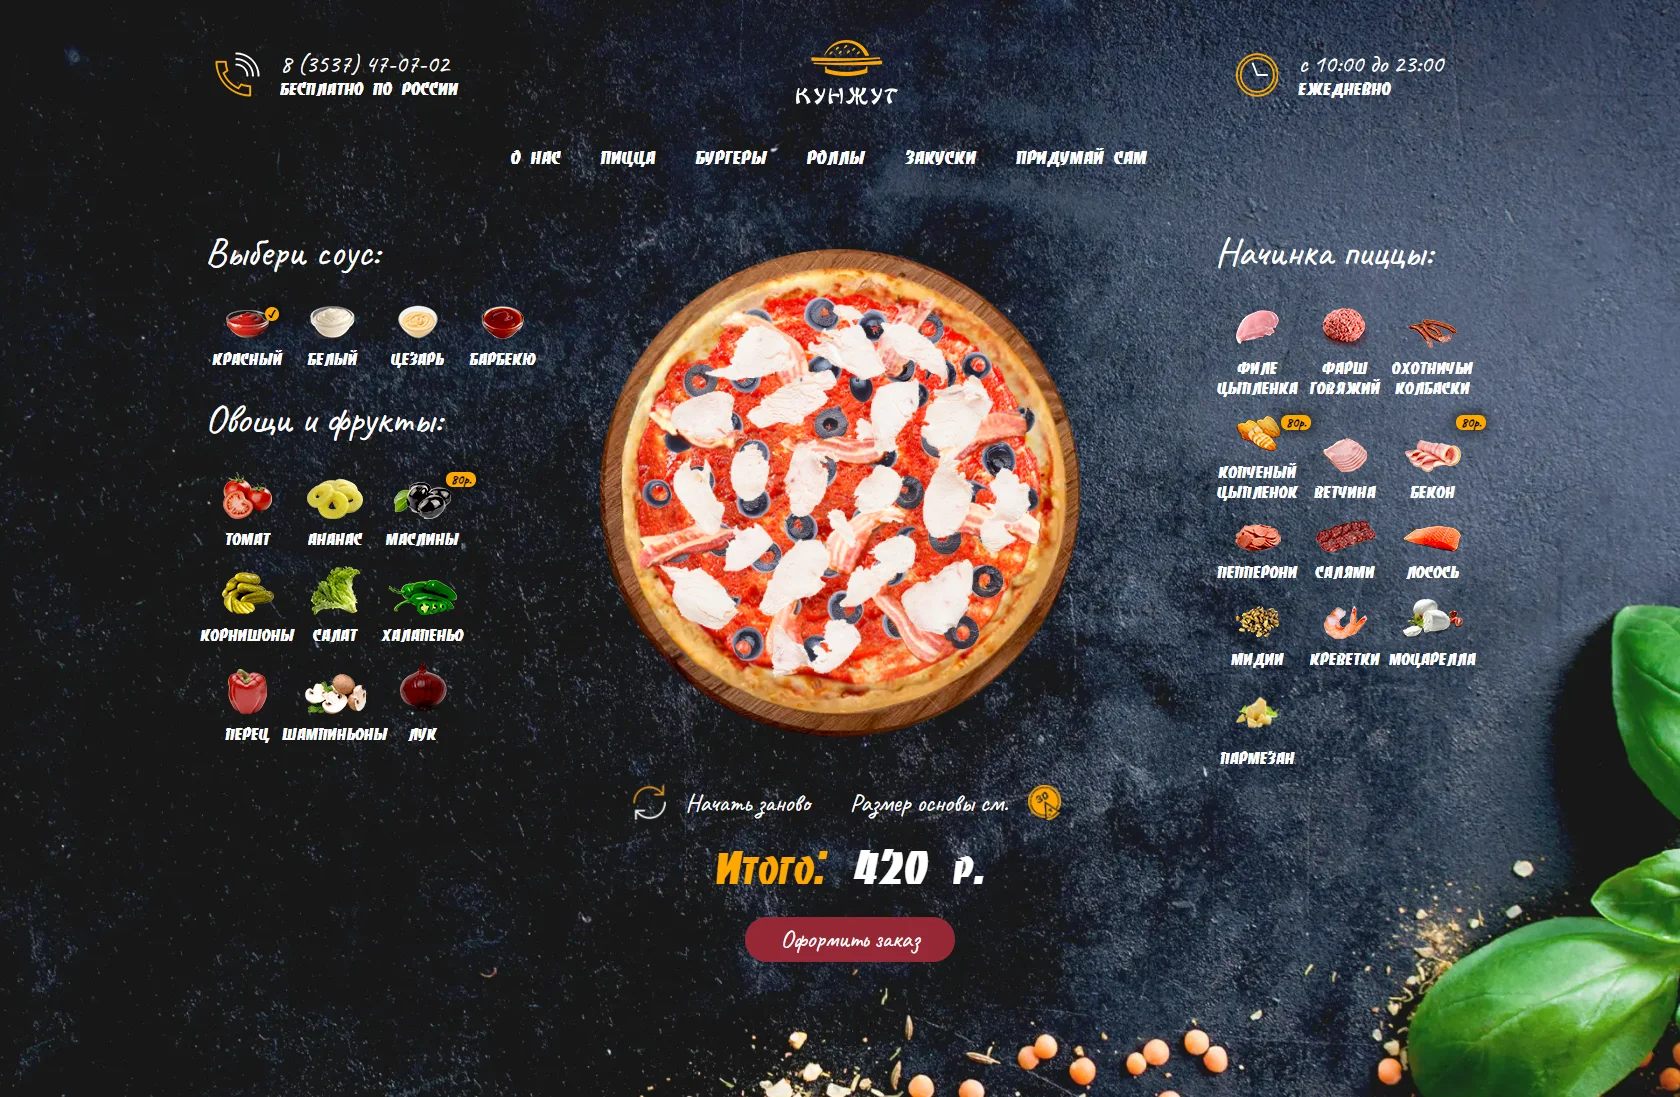 8 (3537) 47-07-02
БЕСПЛАТНО ПО РОССИИ
КУНЖУТ
с 10:00 до 23:00
ЕЖЕДНЕВНО
О НАС ПИЦЦА БУРГЕРЫ РОЛЛЫ ЗАКУСКИ ПРИДУМАЙ САМ
Выбери соус:
КРАСНЫЙ БЕЛЫЙ ЦЕЗАРЬ БАРБЕКЮ
Овощи и фрукты:
80р.
ТОМАТ АНАНАС МАСЛИНЫ
КОРНИШОНЫ САЛАТ ХАЛАПЕНЬО
ПЕРЕЦ ШАМПИНЬОНЫ ЛУК
Начинка пиццы:
ФИЛЕ ФАРШ ОХОТНИЧЬИ
ЦЫПЛЕНКА ГОВЯЖИЙ КОЛБАСКИ
80р. 80р.
КОПЧЕНЫЙ
ЦЫПЛЕНОК ВЕТЧИНА БЕКОН
ПЕППЕРОНИ САЛЯМИ ЛОСОСЬ
МИДИИ КРЕВЕТКИ МОЦАРЕЛЛА
ПАРМЕЗАН
Начать заново Размер основы см. 30
Итого: 420 р.
Оформить заказ